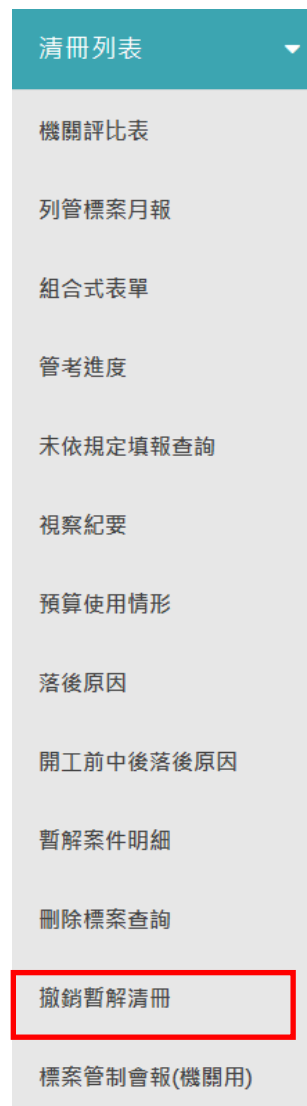 清冊列表
機關評比表
列管標案月報
組合式表單
管考進度
未依規定填報查詢
視察紀要
預算使用情形
落後原因
開工前中後落後原因
暫解案件明細
刪除標案查詢
撤銷暫解清冊
標案管制會報(機關用)